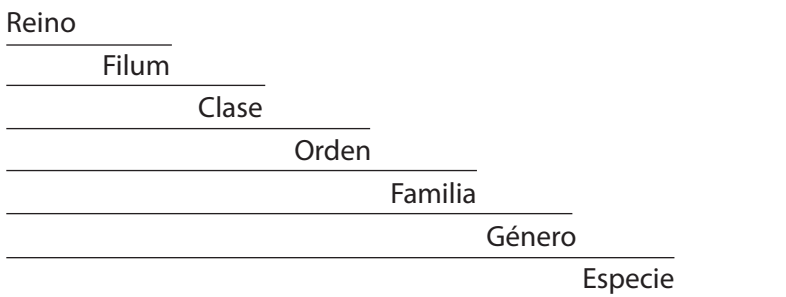 Reino
Filum
Clase
Orden
Familia
Género
Especie